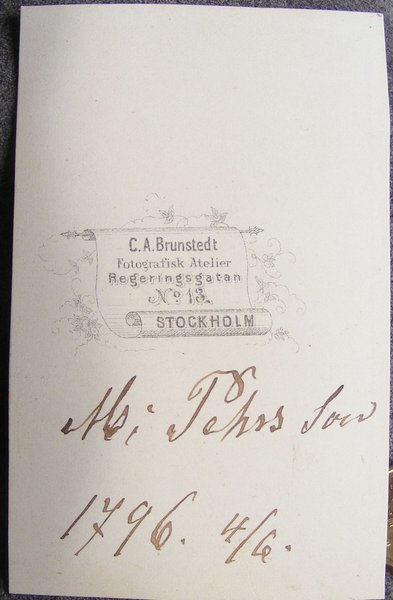 C. A. Brunstedt
Fotografisk Atelier
Regeringsgatan
No 13.
STOCKHOLM
Pehrs Son
1796. 4/6.